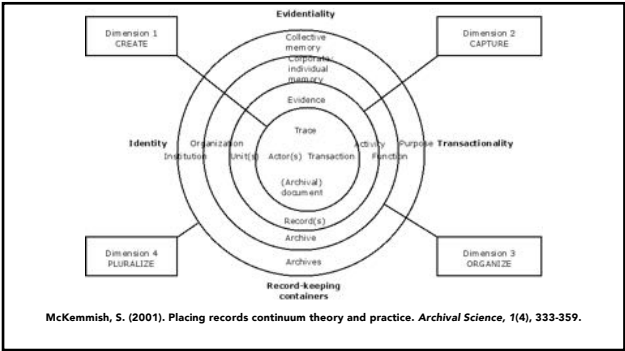 Evidentiality
Dimension 1
CREATE
Dimension 2
CAPTURE
Collective
memory
Corporate/
individual
memory
Evidence
Trace
Identity
Institution
Organization
Unit(s)
Actor(s) Transaction
Activity
Function
Purpose
Transactionality
(Archival)
document
Record(s)
Archive
Archives
Dimension 4
PLURALIZE
Dimension 3
ORGANIZE
Record-keeping
containers
McKemmish, S. (2001). Placing records continuum theory and practice. Archival Science, 1(4), 333-359.